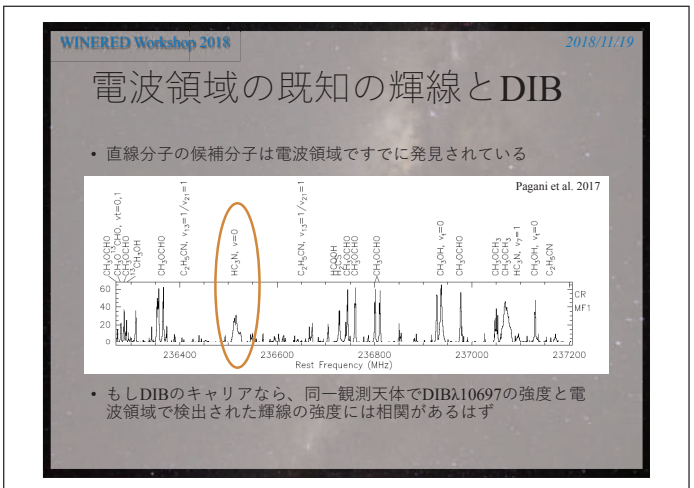 WINERED Workshop 2018
2018/11/19
電波領域の既知の輝線とDIB
• 直線分子の候補分子は電波領域ですでに発見されている
Pagani et al. 2017
CH₃OCHO
CH₃OCHO
CH₃OH
CH₃OCHO
C₂H₅CN, v₁₃=1/v₂₁=1
HC₃N, v=0
C₂H₅CN, v₁₃=1/v₂₁=1
HCOOH
CH₃OCHO
CH₃OCHO
CH₃OCHO
CH₃OH, vₜ=0
CH₃OCHO
CH₃OCH₃
CH₃OCH₃
HC₃N, v₇=1
CH₃OH, vₜ=0
C₂H₅CN
60
40
20
0
CR
MF1
236400
236600
236800
237000
237200
Rest Frequency (MHz)
• もしDIBのキャリアなら、同一観測天体でDIBλ10697の強度と電
波領域で検出された輝線の強度には相関があるはず